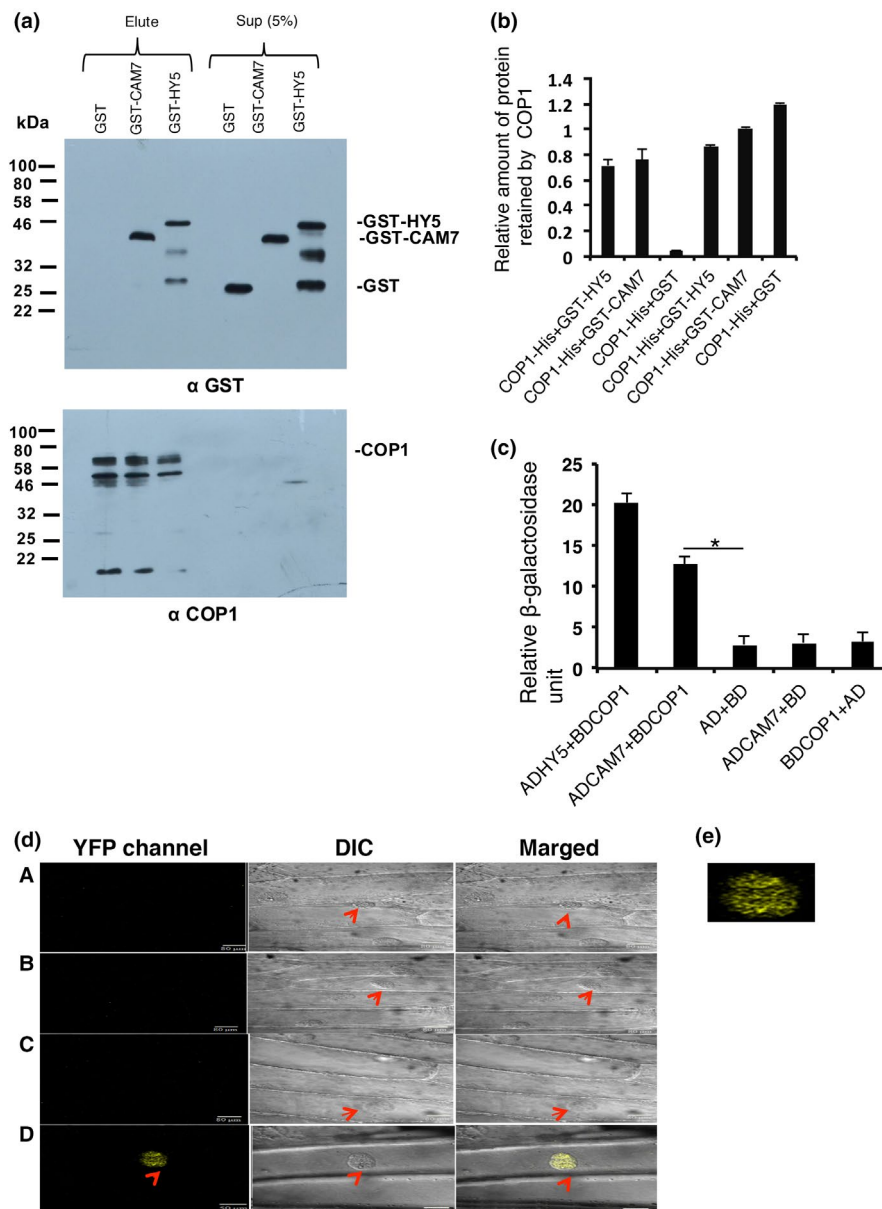 (a)
Elute Sup (5%)
GST GST-CAM7 GST-HY5 GST GST-CAM7 GST-HY5
kDa
100
80
58
46
32
25
22
-GST-HY5
-GST-CAM7
-GST
α GST
100
80
58
46
32
25
22
-COP1
α COP1
(b)
Relative amount of protein
retained by COP1
1.4
1.2
1
0.8
0.6
0.4
0.2
0
COP1-His+GST-HY5
COP1-His+GST-CAM7
COP1-His+GST
COP1-His+GST-HY5
COP1-His+GST-CAM7
COP1-His+GST
(c)
Relative β-galactosidase
unit
25
20
15
10
5
0
*
ADHY5+BDCOP1
ADCAM7+BDCOP1
AD+BD
ADCAM7+BD
BDCOP1+AD
(d)
YFP channel DIC Marged
A
B
C
D
(e)